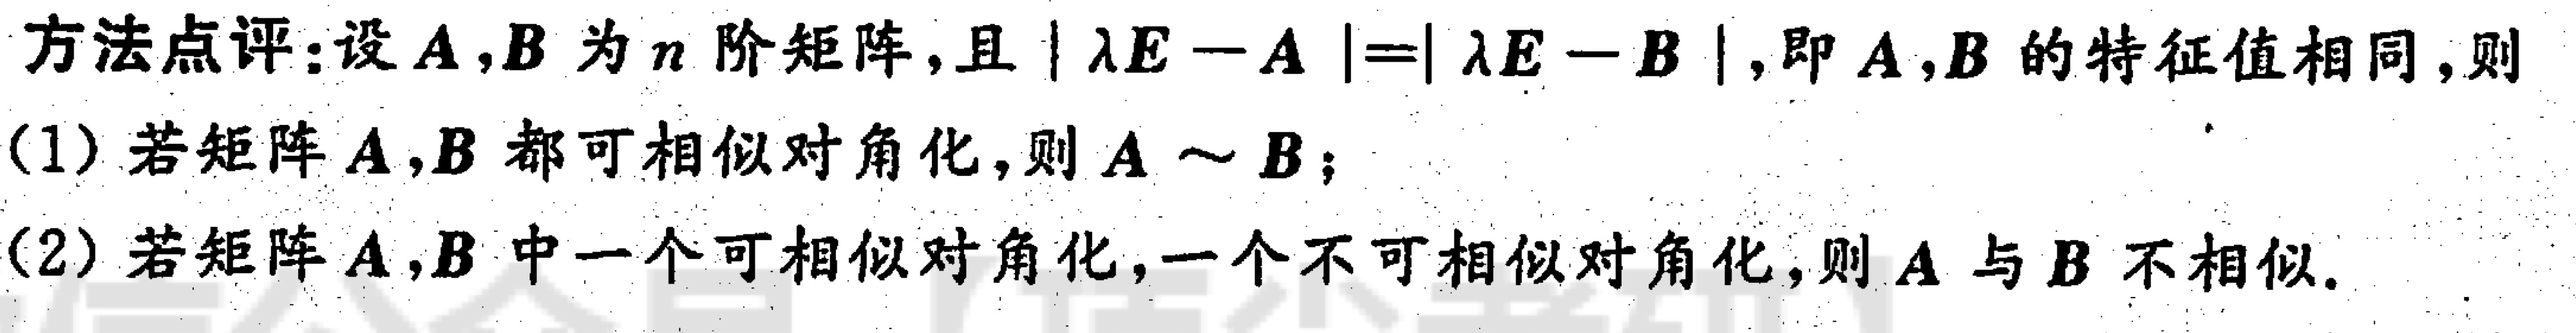 方法点评:设 A,B 为 n 阶矩阵,且 | λE − A |=| λE − B |,即 A,B 的特征值相同,则
(1) 若矩阵 A,B 都可相似对角化,则 A ∼ B;
(2) 若矩阵 A,B 中一个可相似对角化,一个不可相似对角化,则 A 与 B 不相似.